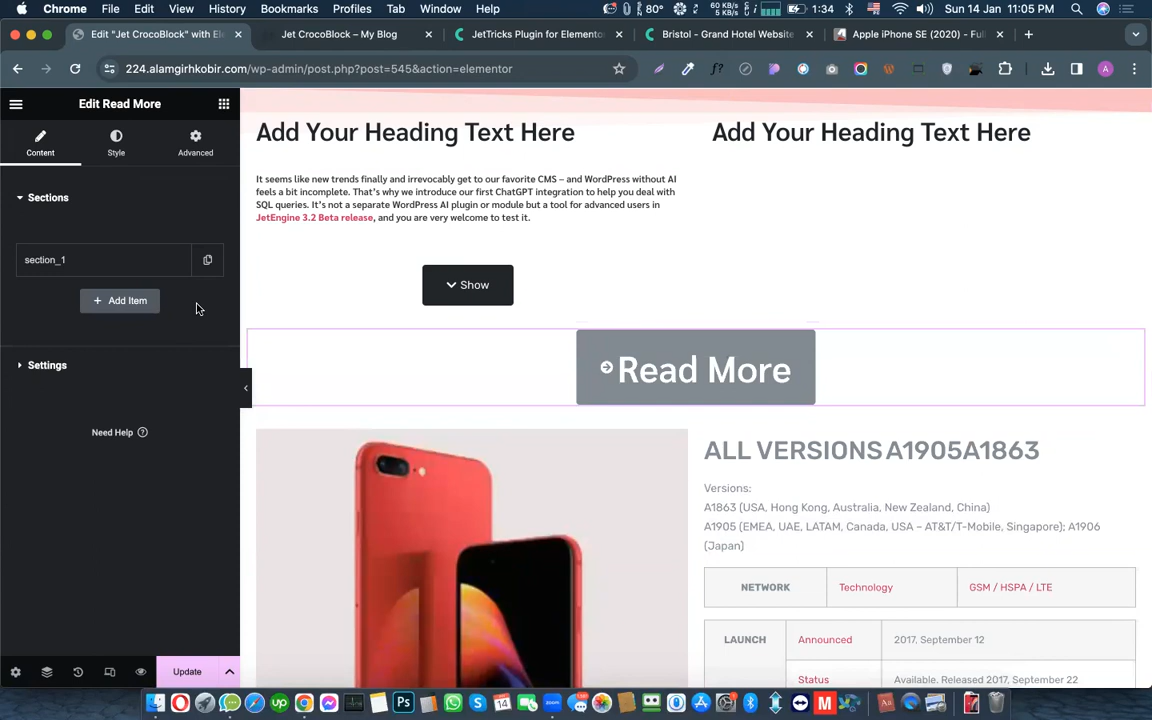 Chrome File Edit View History Bookmarks Profiles Tab Window Help 80° 60 KB/s 5 KB/s 1:34 Sun 14 Jan 11:05 PM
Edit "Jet CrocoBlock" with Ele Jet CrocoBlock – My Blog JetTricks Plugin for Elemento Bristol - Grand Hotel Website Apple iPhone SE (2020) - Full
224.alamgirhkobir.com/wp-admin/post.php?post=545&action=elementor
Edit Read More
Content Style Advanced
Sections
section_1
Add Item
Settings
Need Help
Update
Add Your Heading Text Here Add Your Heading Text Here
It seems like new trends finally and irrevocably get to our favorite CMS – and WordPress without AI
feels a bit incomplete. That's why we introduce our first ChatGPT integration to help you deal with
SQL queries. It's not a separate WordPress AI plugin or module but a tool for advanced users in
JetEngine 3.2 Beta release, and you are very welcome to test it.
Show
Read More
ALL VERSIONS A1905A1863
Versions:
A1863 (USA, Hong Kong, Australia, New Zealand, China)
A1905 (EMEA, UAE, LATAM, Canada, USA – AT&T/T-Mobile, Singapore); A1906
(Japan)
NETWORK Technology GSM / HSPA / LTE
LAUNCH Announced 2017, September 12
Status Available. Released 2017, September 22